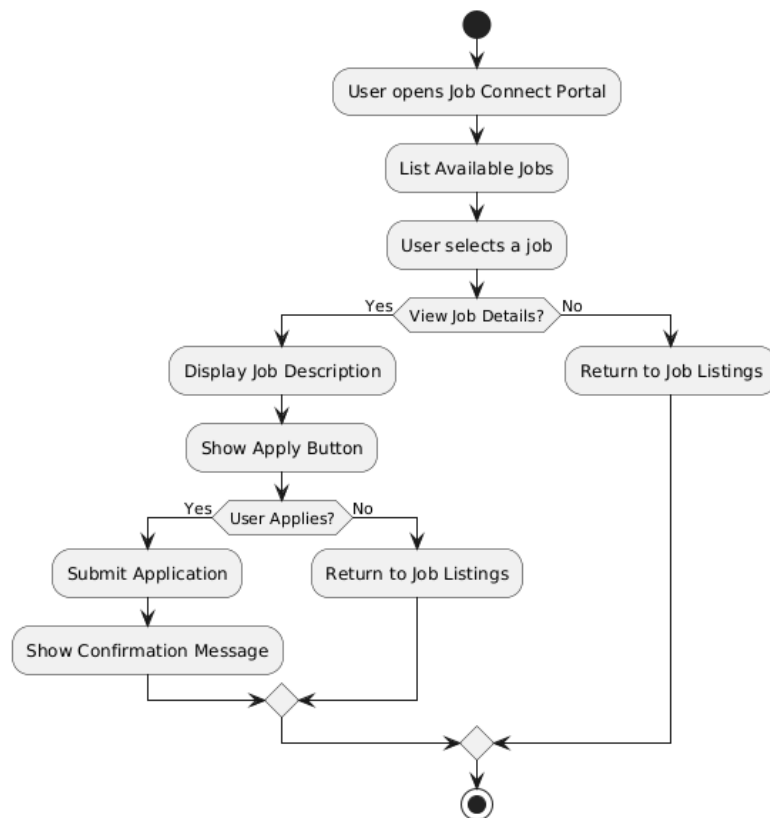 User opens Job Connect Portal
List Available Jobs
User selects a job
Yes
View Job Details?
No
Display Job Description
Return to Job Listings
Show Apply Button
Yes
User Applies?
No
Submit Application
Return to Job Listings
Show Confirmation Message